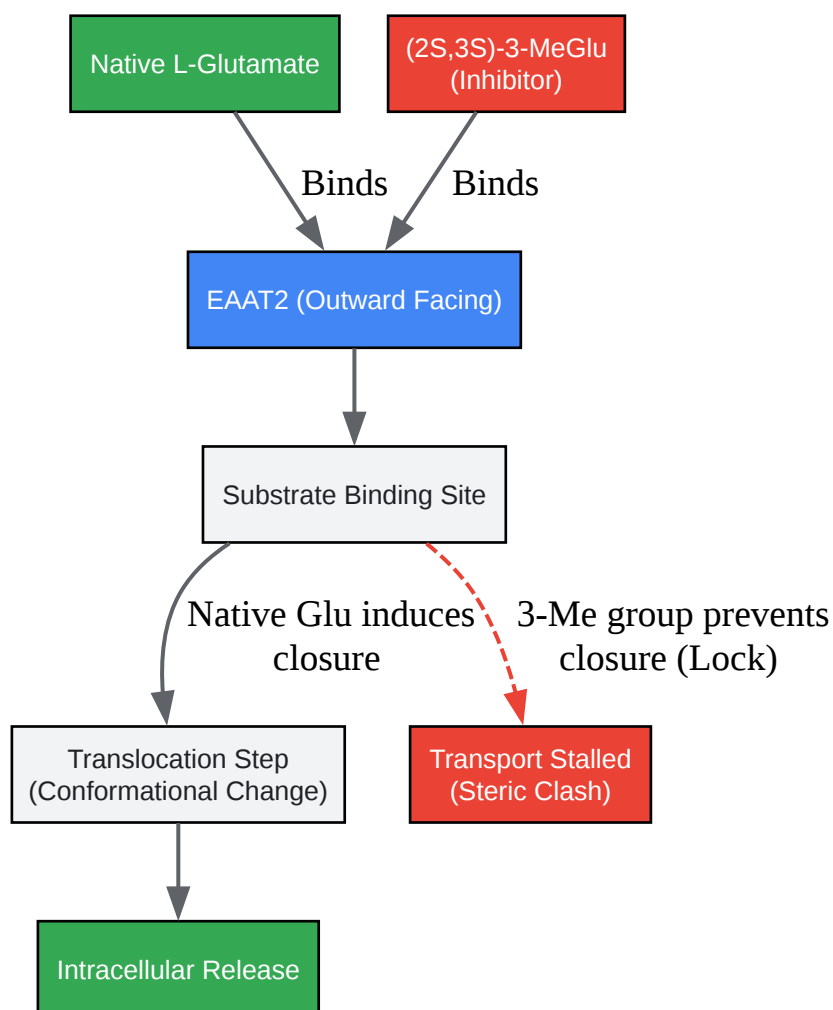 Native L-Glutamate
(2S,3S)-3-MeGlu
(Inhibitor)
Binds
Binds
EAAT2 (Outward Facing)
Substrate Binding Site
Native Glu induces
closure
3-Me group prevents
closure (Lock)
Translocation Step
(Conformational Change)
Transport Stalled
(Steric Clash)
Intracellular Release